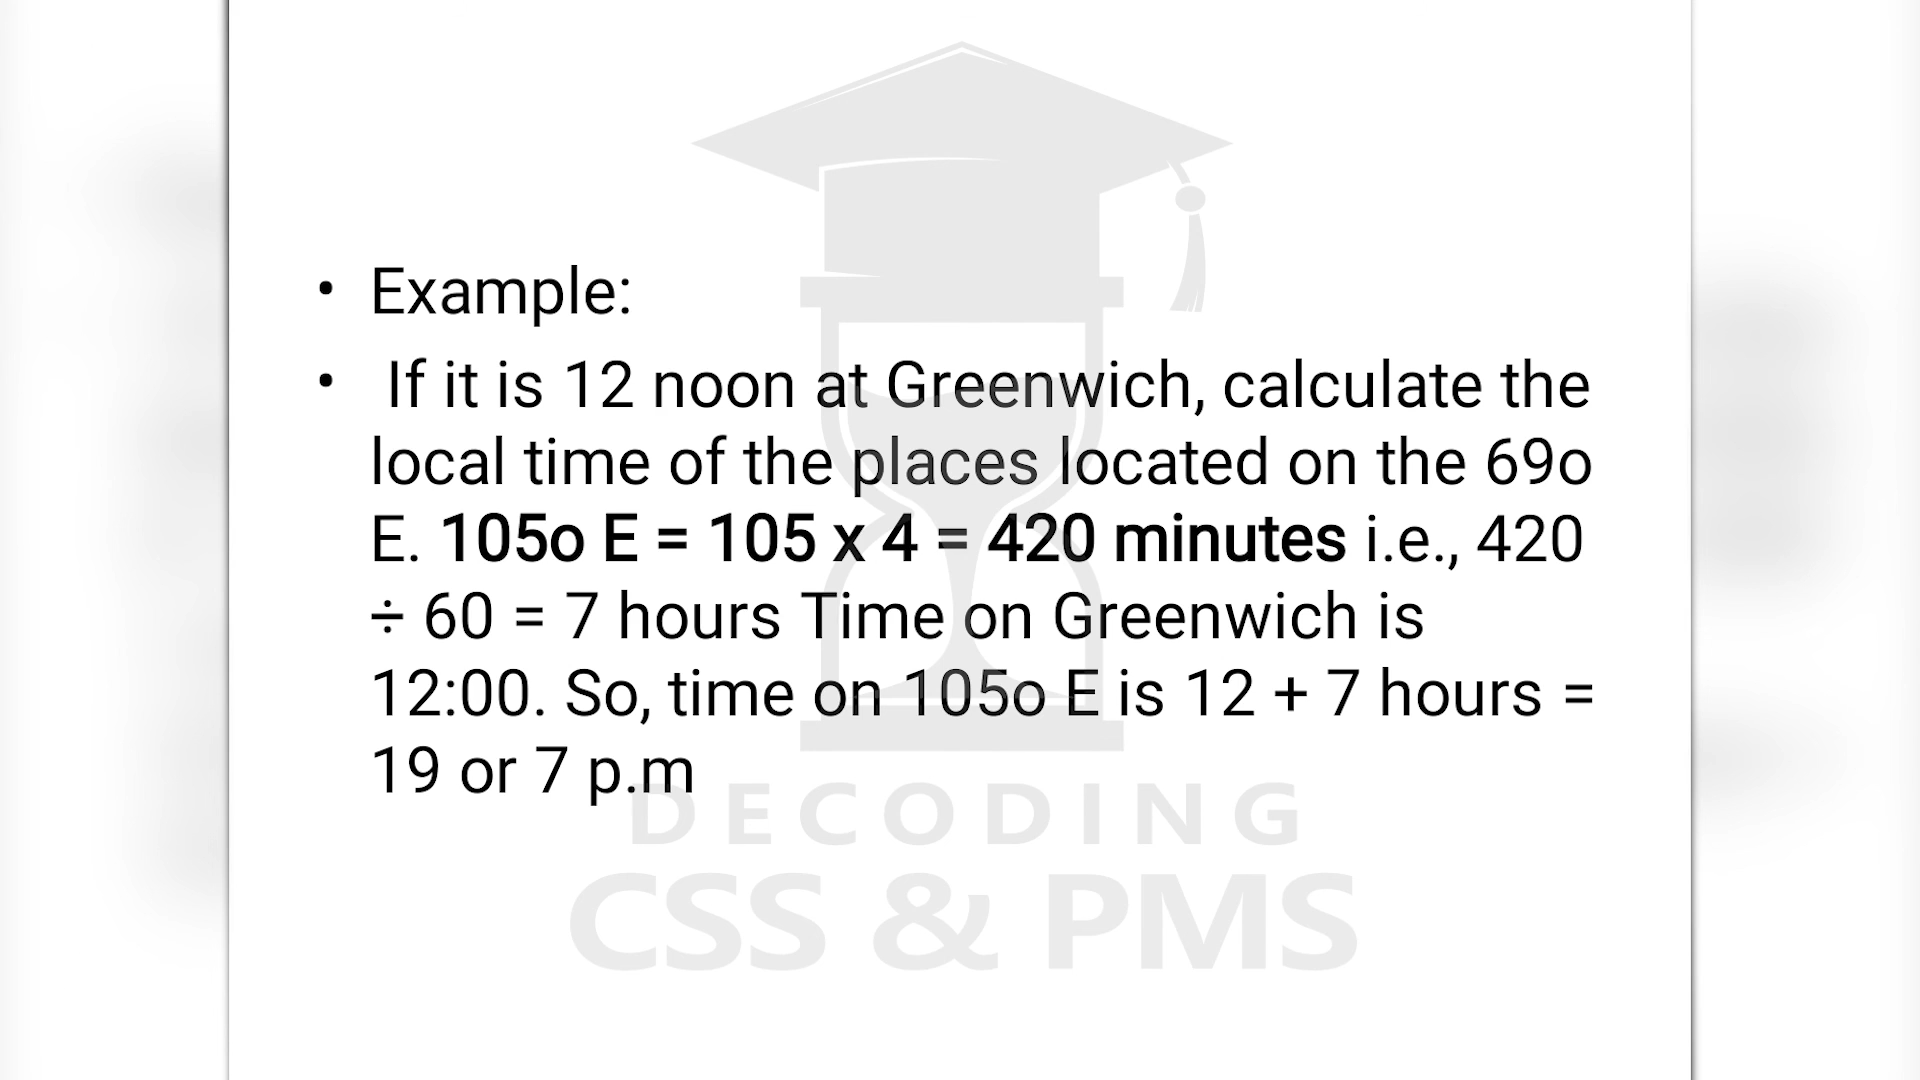 • Example:
• If it is 12 noon at Greenwich, calculate the
local time of the places located on the 69o
E. 105o E = 105 x 4 = 420 minutes i.e., 420
÷ 60 = 7 hours Time on Greenwich is
12:00. So, time on 105o E is 12 + 7 hours =
19 or 7 p.m
DECODING
CSS & PMS